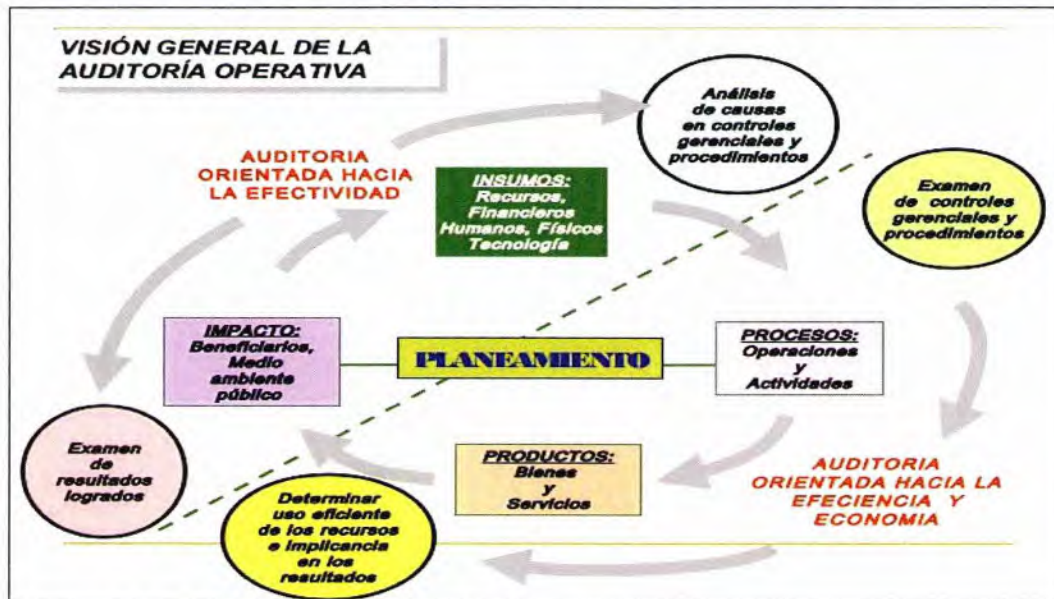 VISIÓN GENERAL DE LA
AUDITORÍA OPERATIVA
Análisis
de causas
en controles
gerenciales y
procedimientos
AUDITORIA
ORIENTADA HACIA
LA EFECTIVIDAD
INSUMOS:
Recursos,
Financieros
Humanos, Físicos
Tecnología
Examen
de controles
gerenciales y
procedimientos
IMPACTO:
Beneficiarios,
Medio
ambiente
público
PLANEAMIENTO
PROCESOS:
Operaciones
y
Actividades
Examen
de
resultados
logrados
PRODUCTOS:
Bienes
y
Servicios
AUDITORIA
ORIENTADA HACIA LA
EFECIENCIA Y
ECONOMIA
Determinar
uso eficiente
de los recursos
e implicancia
en los
resultados